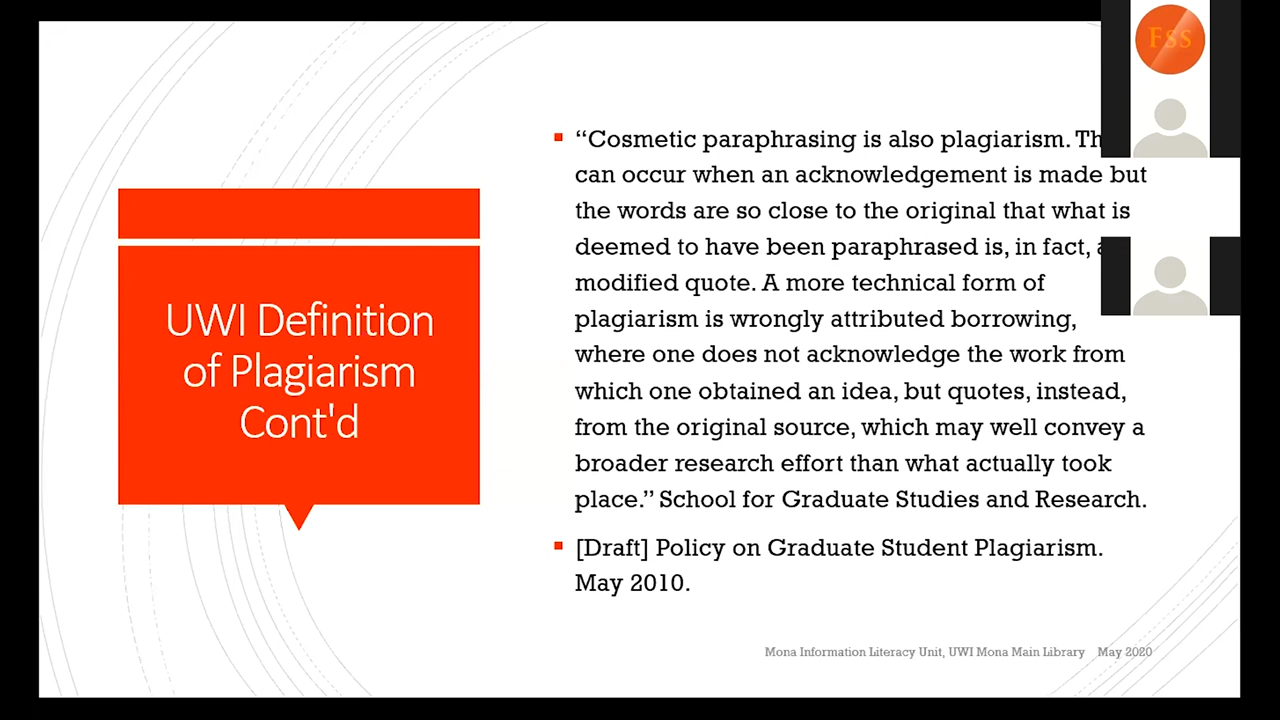 FSS
UWI Definition
of Plagiarism
Cont'd
“Cosmetic paraphrasing is also plagiarism.
can occur when an acknowledgement is made but
the words are so close to the original that what is
deemed to have been paraphrased is, in fact,
modified quote. A more technical form of
plagiarism is wrongly attributed borrowing,
where one does not acknowledge the work from
which one obtained an idea, but quotes, instead,
from the original source, which may well convey a
broader research effort than what actually took
place.” School for Graduate Studies and Research.
[Draft] Policy on Graduate Student Plagiarism.
May 2010.
Mona Information Literacy Unit, UWI Mona Main Library May 2020